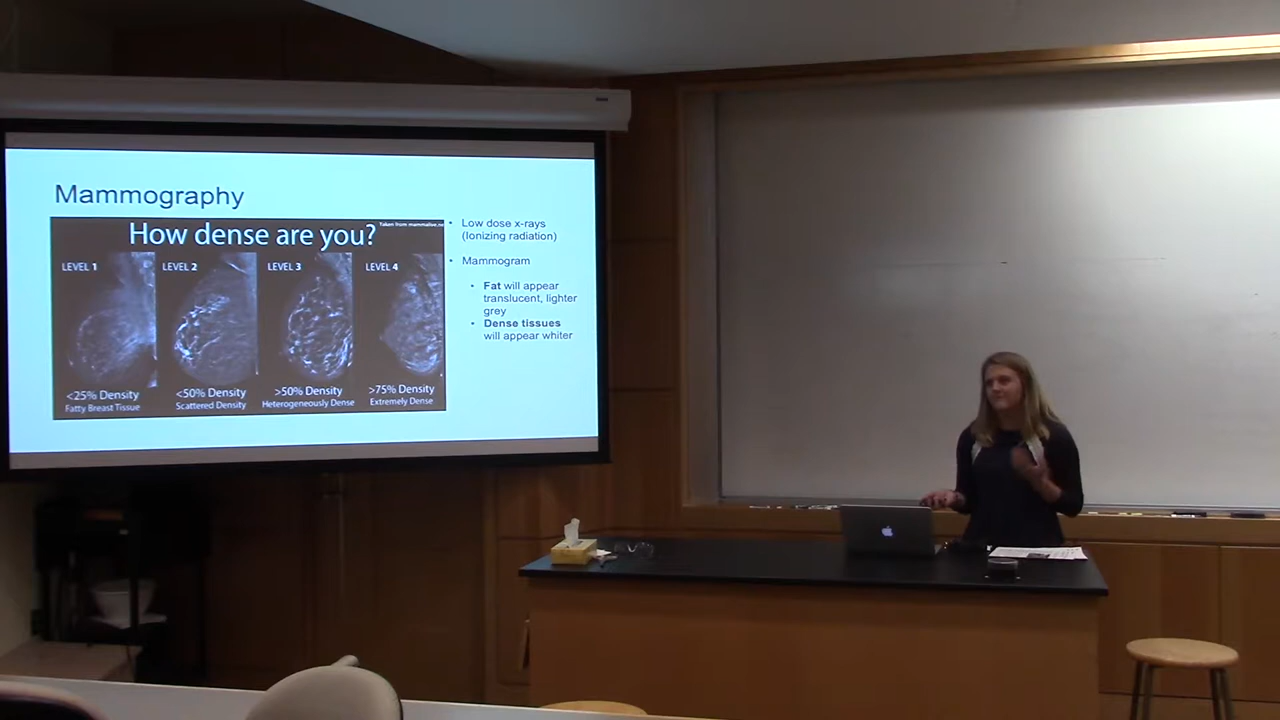 Mammography
Taken from mammalive.ne
How dense are you?
LEVEL 1
LEVEL 2
LEVEL 3
LEVEL 4
<25% Density
Fatty Breast Tissue
<50% Density
Scattered Density
>50% Density
Heterogeneously Dense
>75% Density
Extremely Dense
• Low dose x-rays
(Ionizing radiation)
• Mammogram
• Fat will appear
translucent, lighter
grey
• Dense tissues
will appear whiter